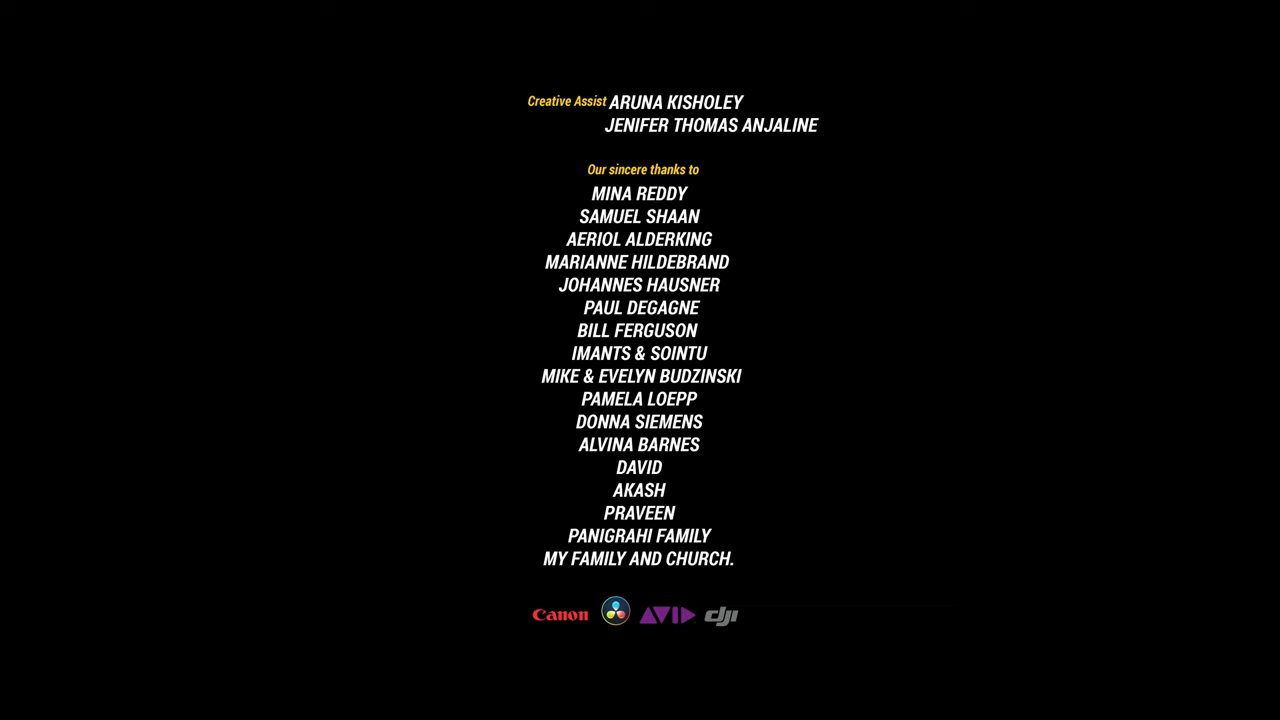 Creative Assist ARUNA KISHOLEY
JENIFER THOMAS ANJALINE
Our sincere thanks to
MINA REDDY
SAMUEL SHAAN
AERIOL ALDERKING
MARIANNE HILDEBRAND
JOHANNES HAUSNER
PAUL DEGAGNE
BILL FERGUSON
IMANTS & SOINTU
MIKE & EVELYN BUDZINSKI
PAMELA LOEPP
DONNA SIEMENS
ALVINA BARNES
DAVID
AKASH
PRAVEEN
PANIGRAHI FAMILY
MY FAMILY AND CHURCH.
Canon AVID dji